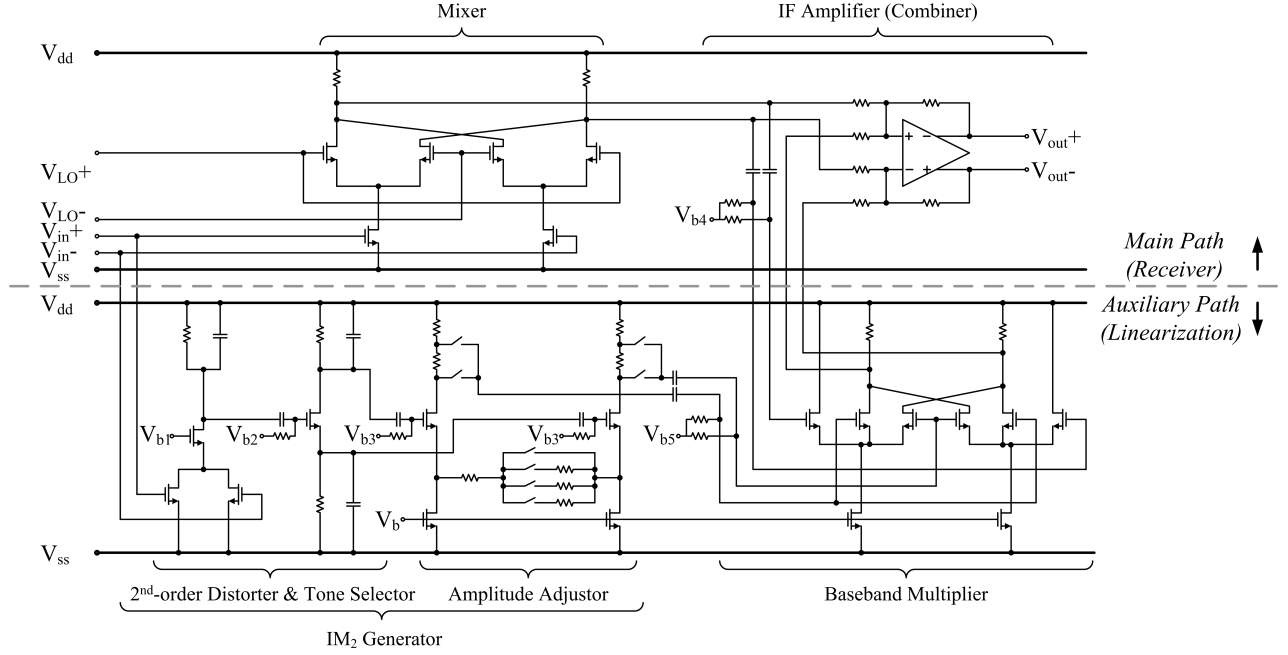 Mixer
IF Amplifier (Combiner)
Vdd
VLO+
VLO-
Vin+
Vin-
Vss
Vb4
Vout+
Vout-
+ −
− +
Main Path
(Receiver)
Vdd
Auxiliary Path
(Linearization)
Vb1
Vb2
Vb3
Vb3
Vb5
Vb
Vss
2nd-order Distorter & Tone Selector
Amplitude Adjustor
Baseband Multiplier
IM2 Generator